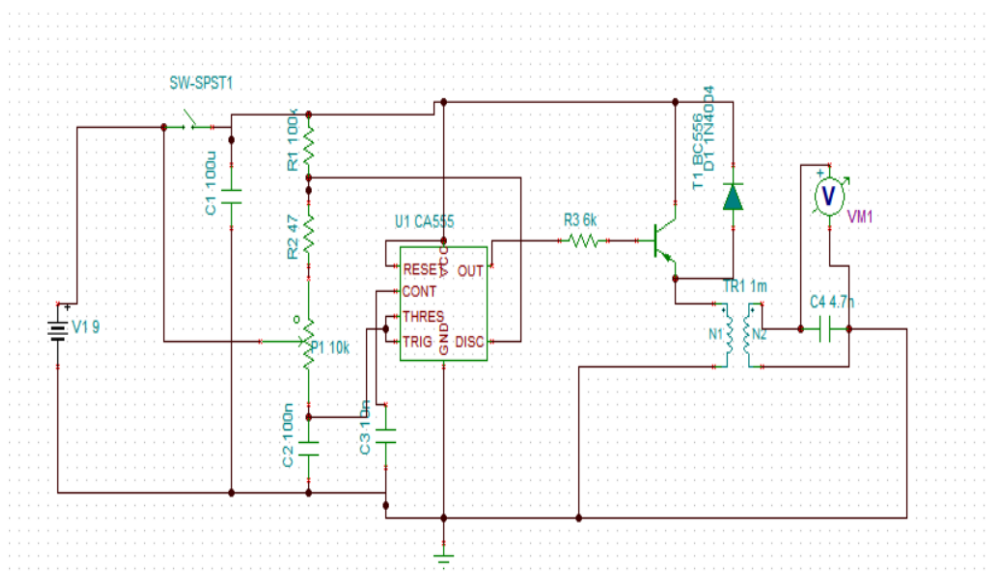 SW-SPST1
C1 100u
R1 100k
R2 47
V1 9
P1 10k
C2 100n
C3 10n
U1 CA555
RESET
VCC
OUT
CONT
THRES
TRIG
GND
DISC
R3 6k
T1 BC556
D1 1N4004
TR1 1m
N1
N2
C4 4.7n
+
V
VM1